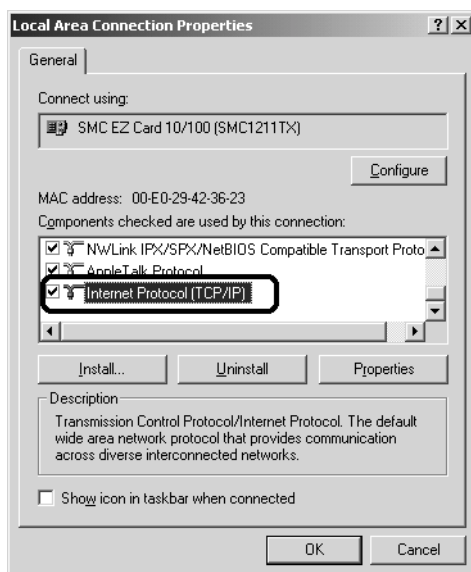 Local Area Connection Properties
General
Connect using:
SMC EZ Card 10/100 (SMC1211TX)
Configure
MAC address: 00-E0-29-42-36-23
Components checked are used by this connection:
NWLink IPX/SPX/NetBIOS Compatible Transport Proto
AppleTalk Protocol
Internet Protocol (TCP/IP)
Install... Uninstall Properties
Description
Transmission Control Protocol/Internet Protocol. The default
wide area network protocol that provides communication
across diverse interconnected networks.
Show icon in taskbar when connected
OK Cancel